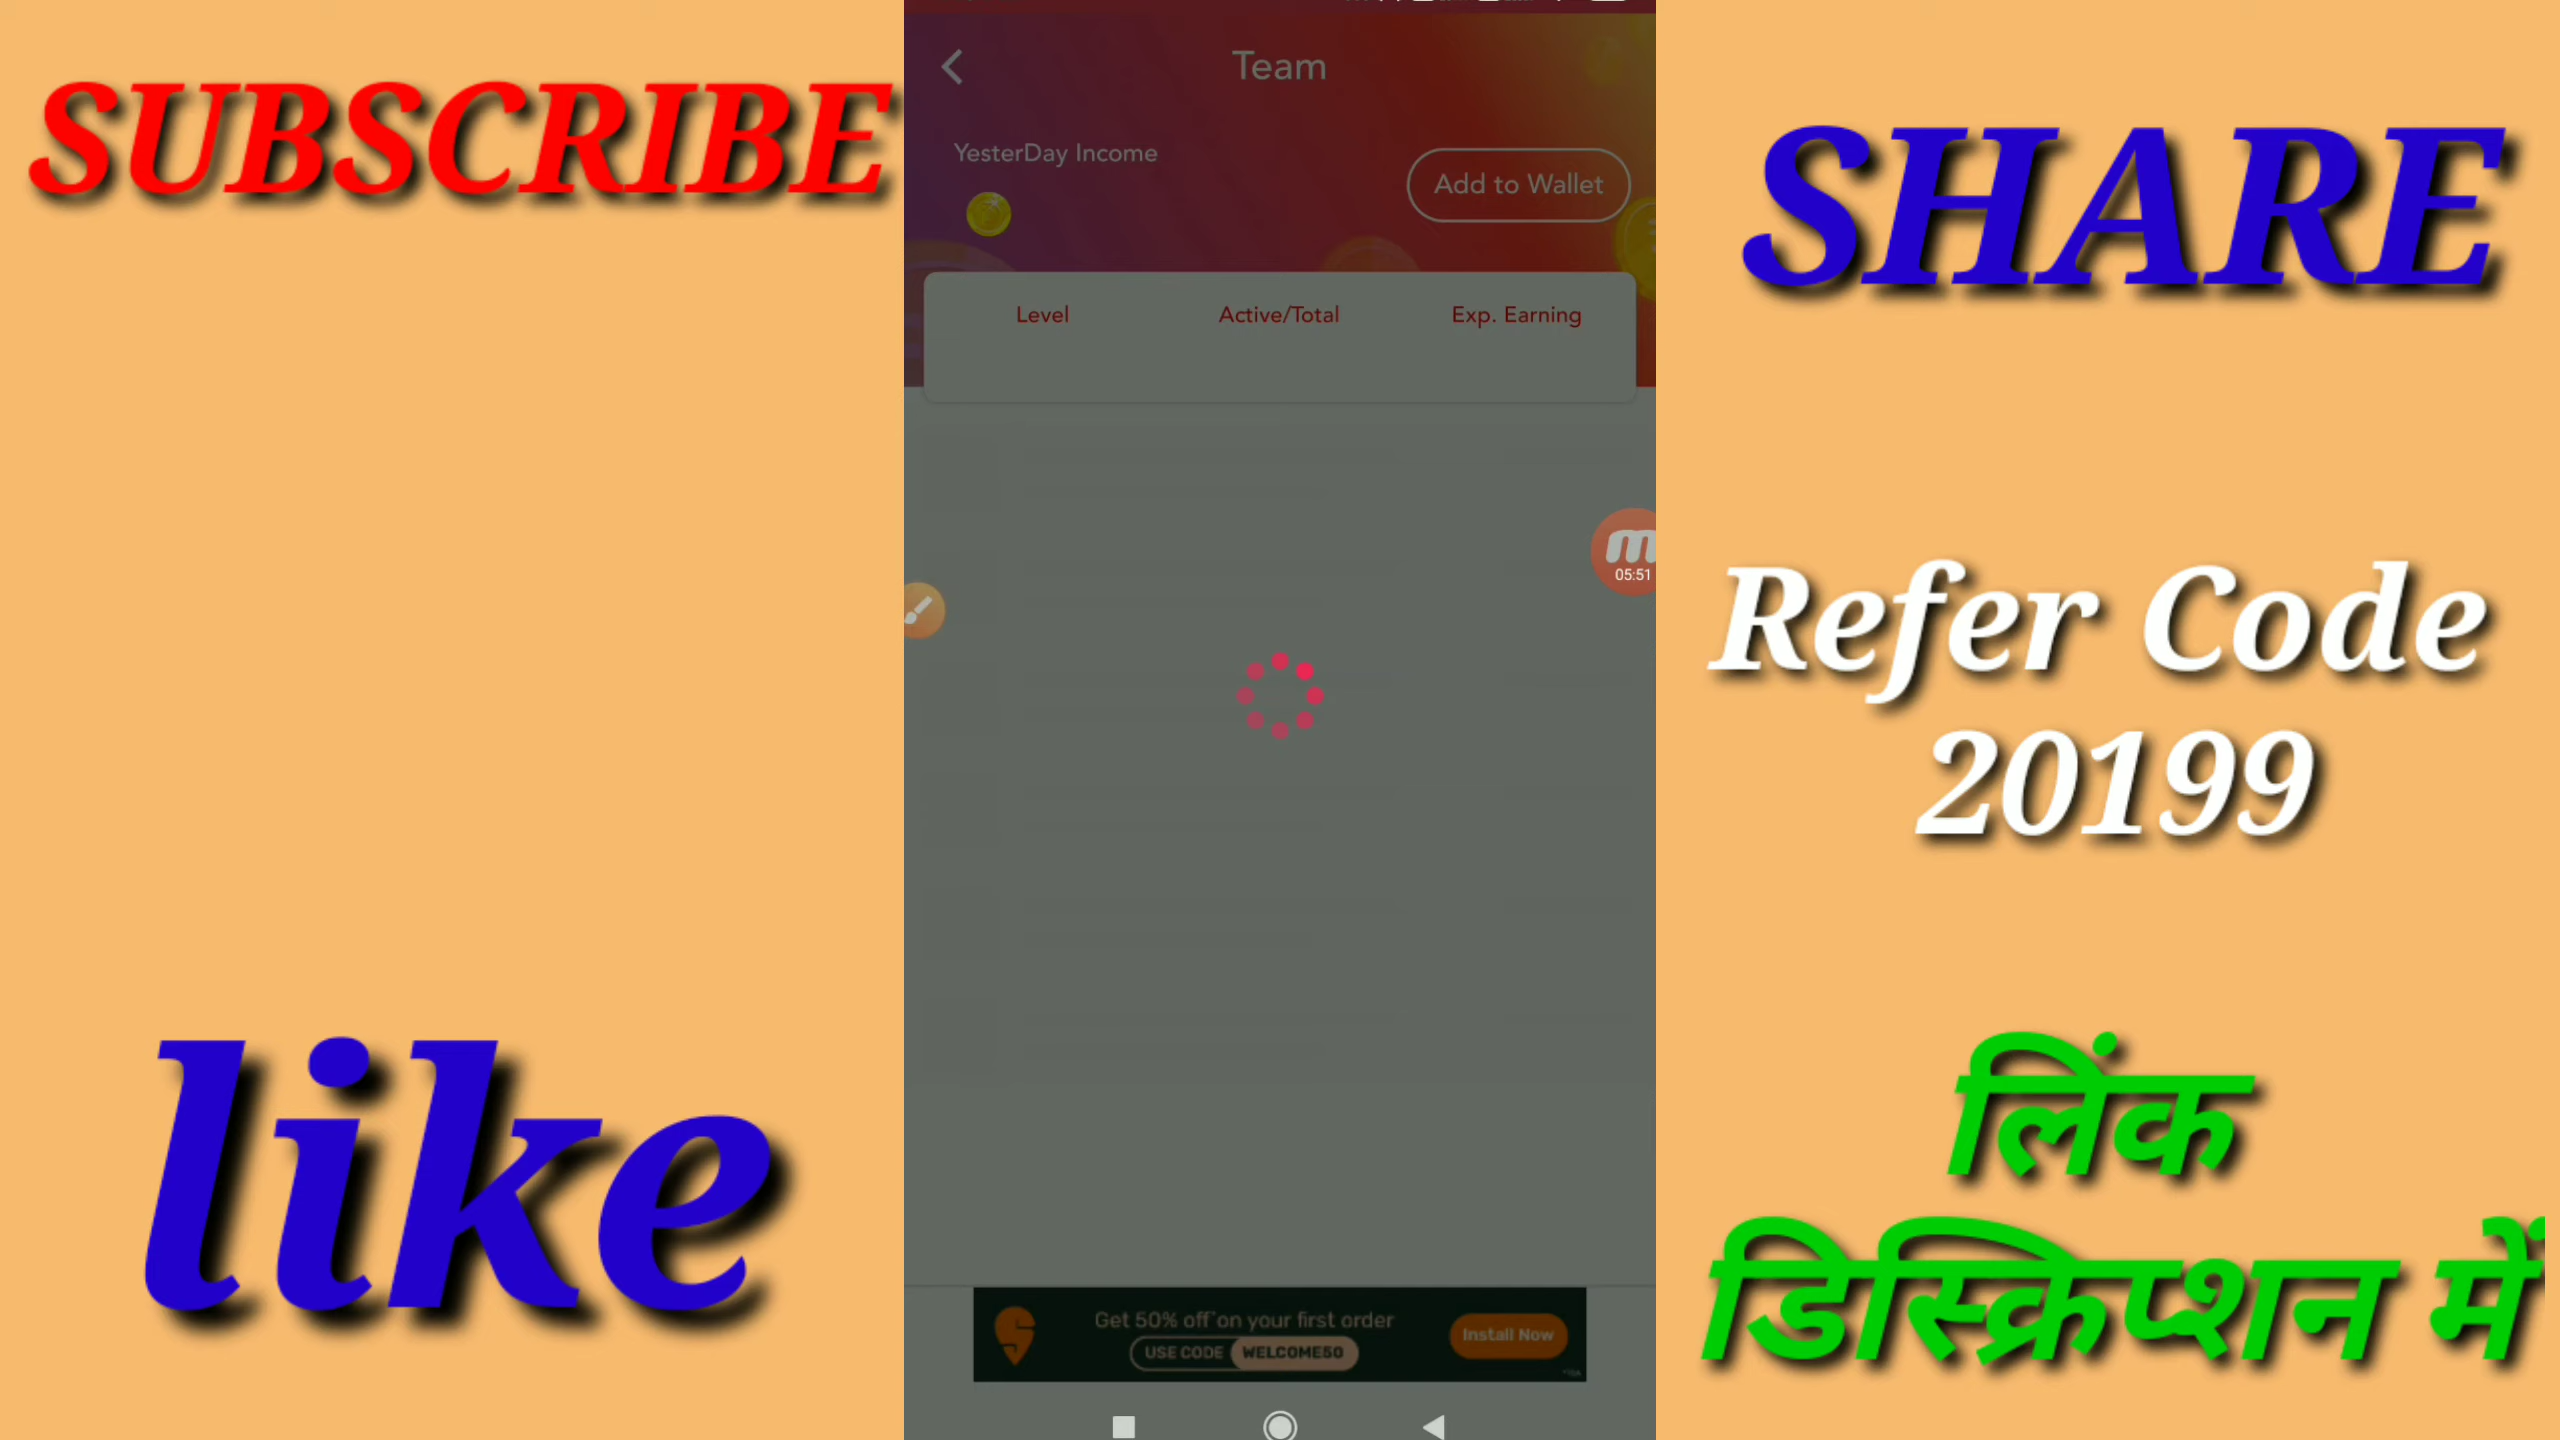 SUBSCRIBE
like
Team
YesterDay Income
Add to Wallet
Level Active/Total Exp. Earning
05:51
Get 50% off* on your first order
USE CODE WELCOME50
Install Now
SHARE
Refer Code
20199
लिंक
डिस्क्रिप्शन में